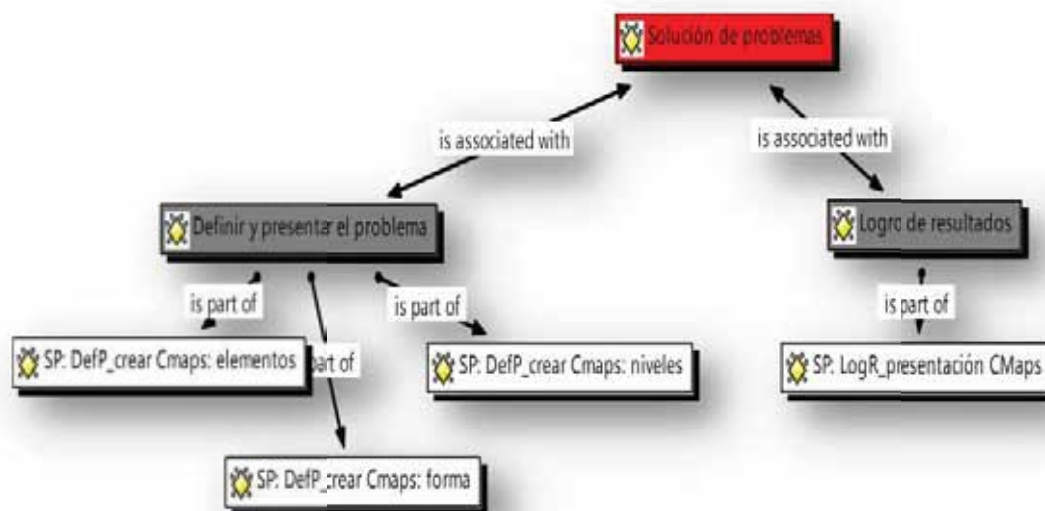 Solución de problemas
is associated with
is associated with
Definir y presentar el problema
Logro de resultados
is part of
is part of
is part of
SP: DefP_crear Cmaps: elementos
part of
SP: DefP_crear Cmaps: niveles
SP: LogR_presentación CMaps
SP: DefP_crear Cmaps: forma